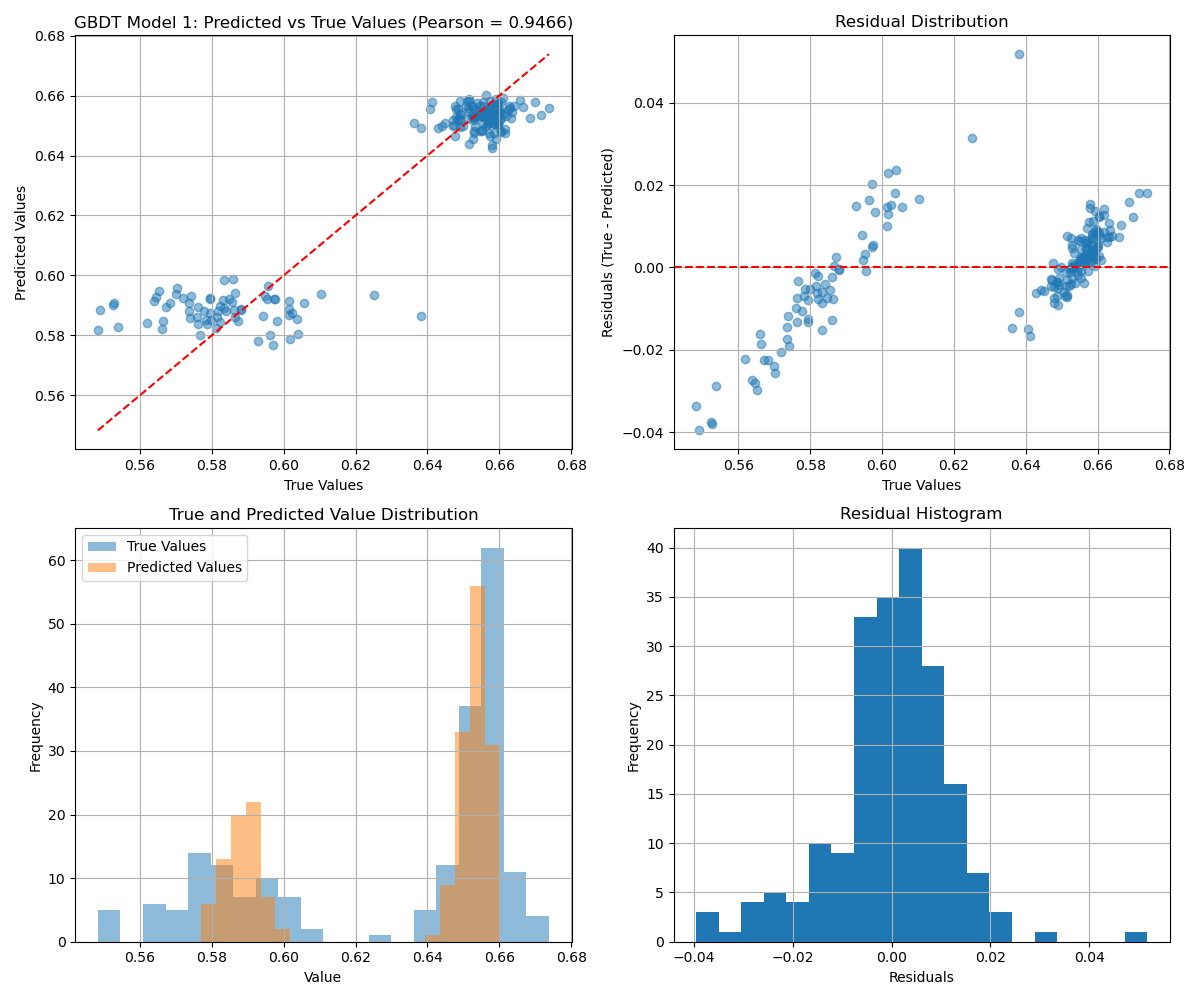 GBDT Model 1: Predicted vs True Values (Pearson = 0.9466)
Predicted Values
0.68
0.66
0.64
0.62
0.60
0.58
0.56
0.56 0.58 0.60 0.62 0.64 0.66 0.68
True Values
Residual Distribution
Residuals (True - Predicted)
0.04
0.02
0.00
−0.02
−0.04
0.56 0.58 0.60 0.62 0.64 0.66 0.68
True Values
True and Predicted Value Distribution
True Values
Predicted Values
Frequency
60
50
40
30
20
10
0
0.56 0.58 0.60 0.62 0.64 0.66 0.68
Value
Residual Histogram
Frequency
40
35
30
25
20
15
10
5
0
−0.04 −0.02 0.00 0.02 0.04
Residuals